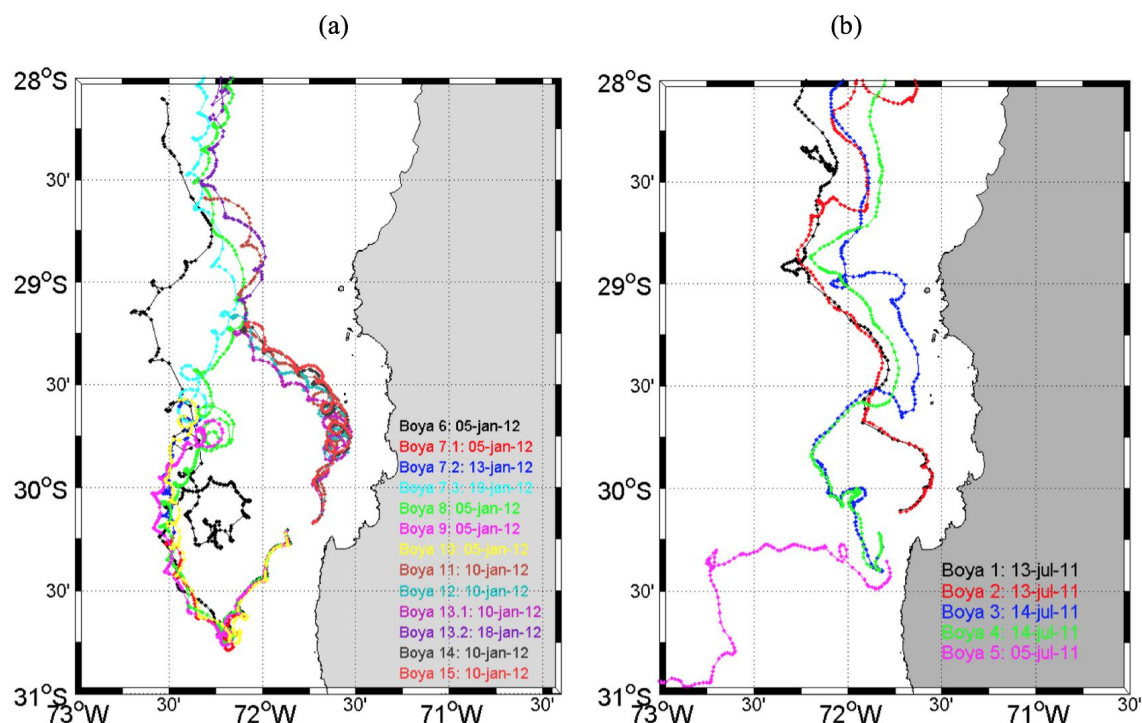 (a)
(b)
28°S
30'
29°S
30'
30°S
30'
31°S
73°W
30'
72°W
30'
71°W
30'
Boya 6: 05-jan-12
Boya 7.1: 05-jan-12
Boya 7.2: 13-jan-12
Boya 7.3: 19-jan-12
Boya 8: 05-jan-12
Boya 9: 05-jan-12
Boya 10: 05-jan-12
Boya 11: 10-jan-12
Boya 12: 10-jan-12
Boya 13.1: 10-jan-12
Boya 13.2: 18-jan-12
Boya 14: 10-jan-12
Boya 15: 10-jan-12
28°S
30'
29°S
30'
30°S
30'
31°S
73°W
30'
72°W
30'
71°W
30'
Boya 1: 13-jul-11
Boya 2: 13-jul-11
Boya 3: 14-jul-11
Boya 4: 14-jul-11
Boya 5: 05-jul-11